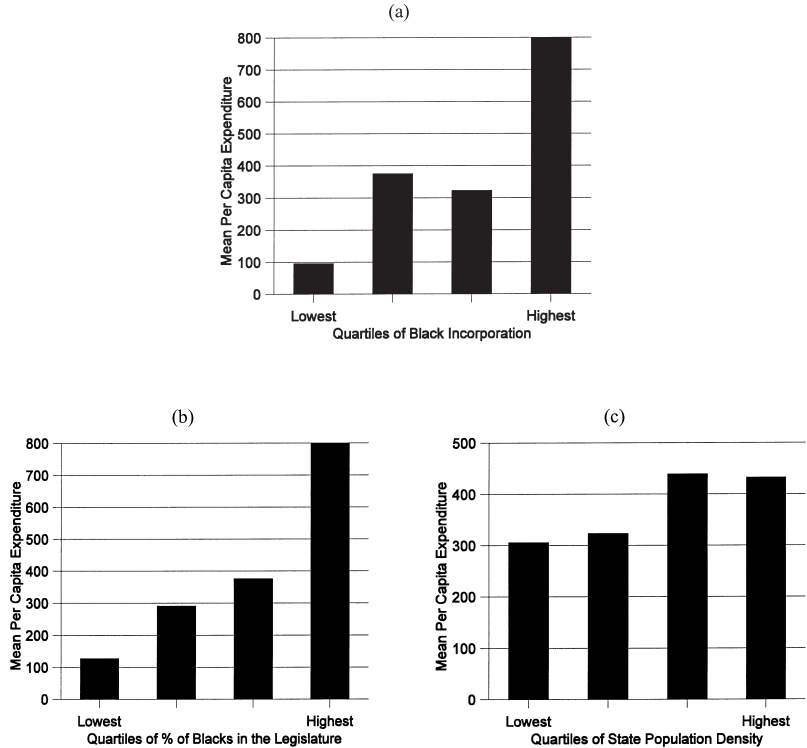 (a)
Mean Per Capita Expenditure
800
700
600
500
400
300
200
100
0
Lowest Highest
Quartiles of Black Incorporation
(b)
Mean Per Capita Expenditure
800
700
600
500
400
300
200
100
0
Lowest Highest
Quartiles of % of Blacks in the Legislature
(c)
Mean Per Capita Expenditure
500
400
300
200
100
0
Lowest Highest
Quartiles of State Population Density